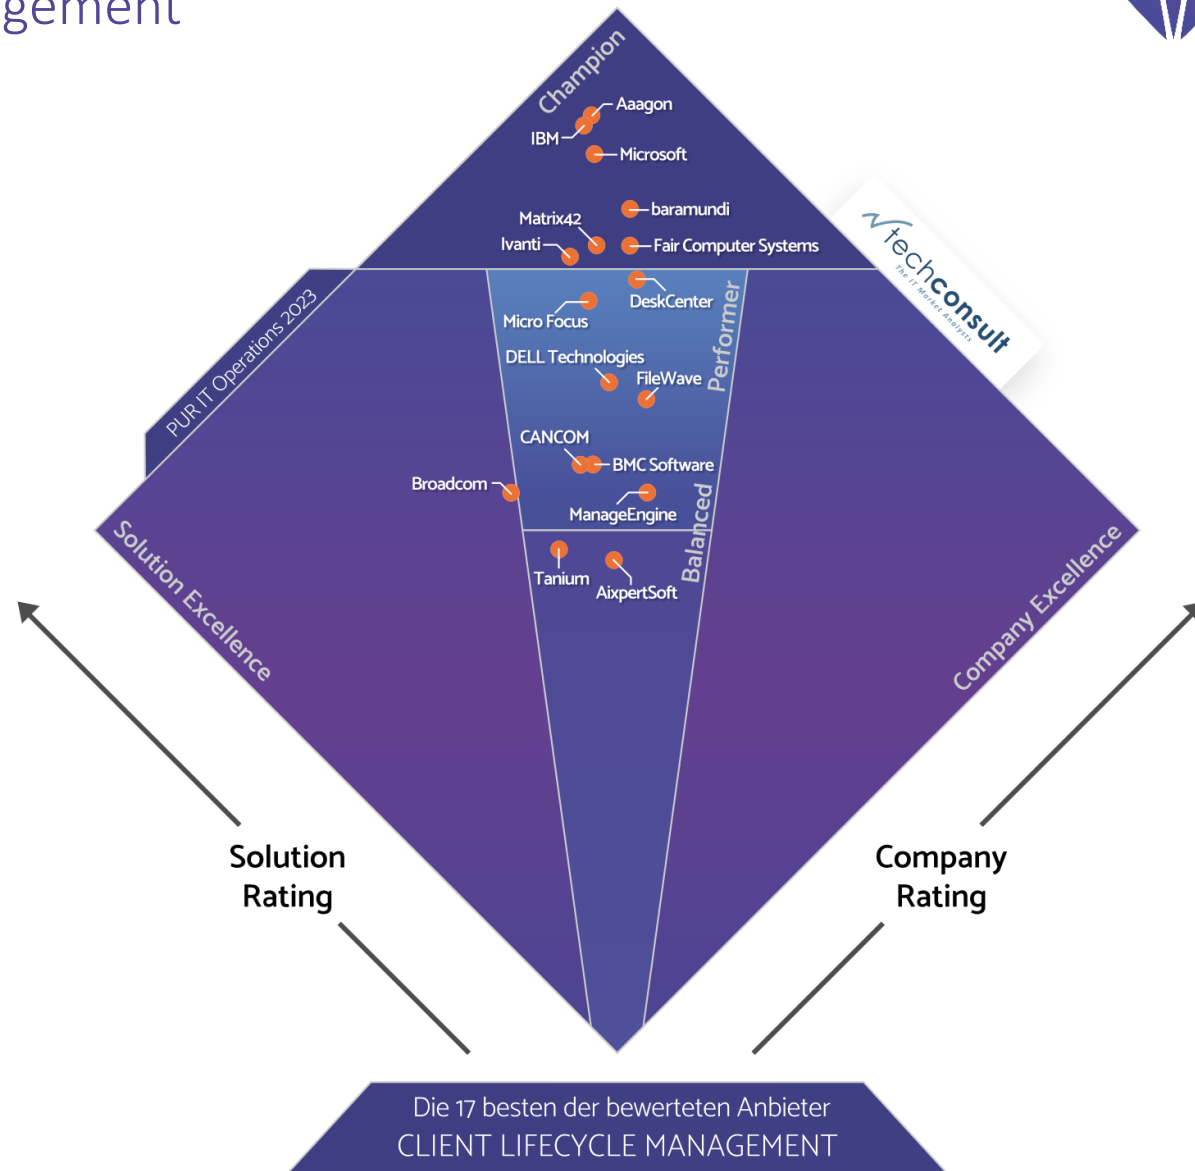 gement
Champion
Aaagon
IBM
Microsoft
baramundi
Matrix42
Ivanti
Fair Computer Systems
techconsult
The IT Market Analysts
PUR IT Operations 2023
DeskCenter
Micro Focus
Performer
DELL Technologies
FileWave
CANCOM
BMC Software
Broadcom
ManageEngine
Balanced
Tanium
AixpertSoft
Solution Excellence
Company Excellence
Solution
Rating
Company
Rating
Die 17 besten der bewerteten Anbieter
CLIENT LIFECYCLE MANAGEMENT